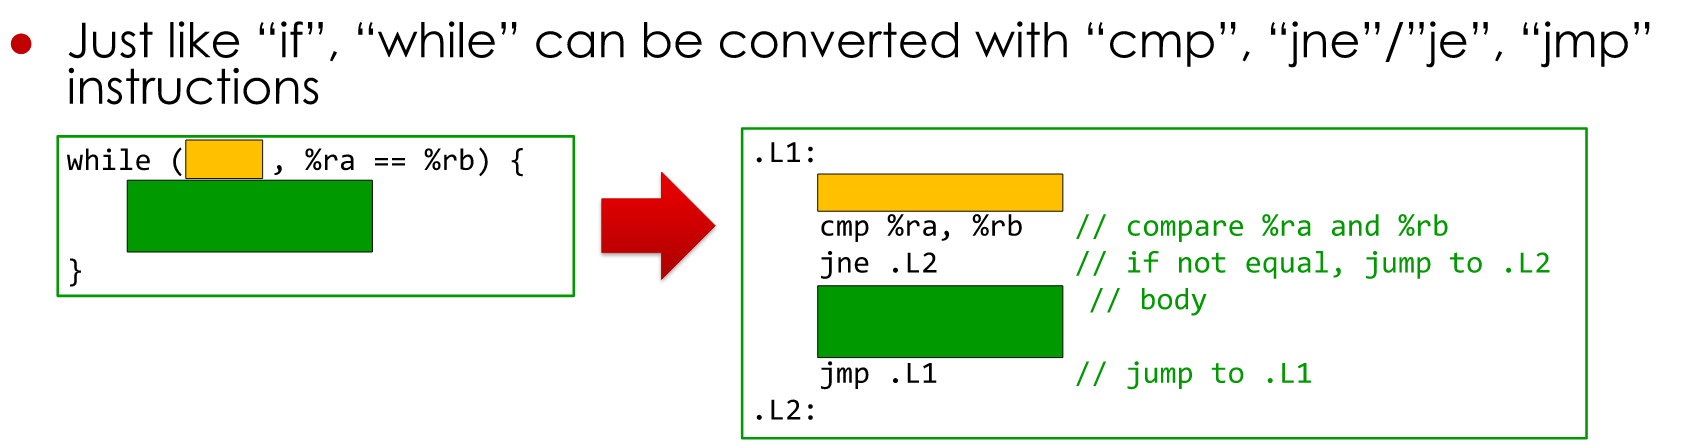 ● Just like “if”, “while” can be converted with “cmp”, “jne”/”je”, “jmp”
instructions
while ( , %ra == %rb) {
}
.L1:
cmp %ra, %rb // compare %ra and %rb
jne .L2 // if not equal, jump to .L2
// body
jmp .L1 // jump to .L1
.L2: